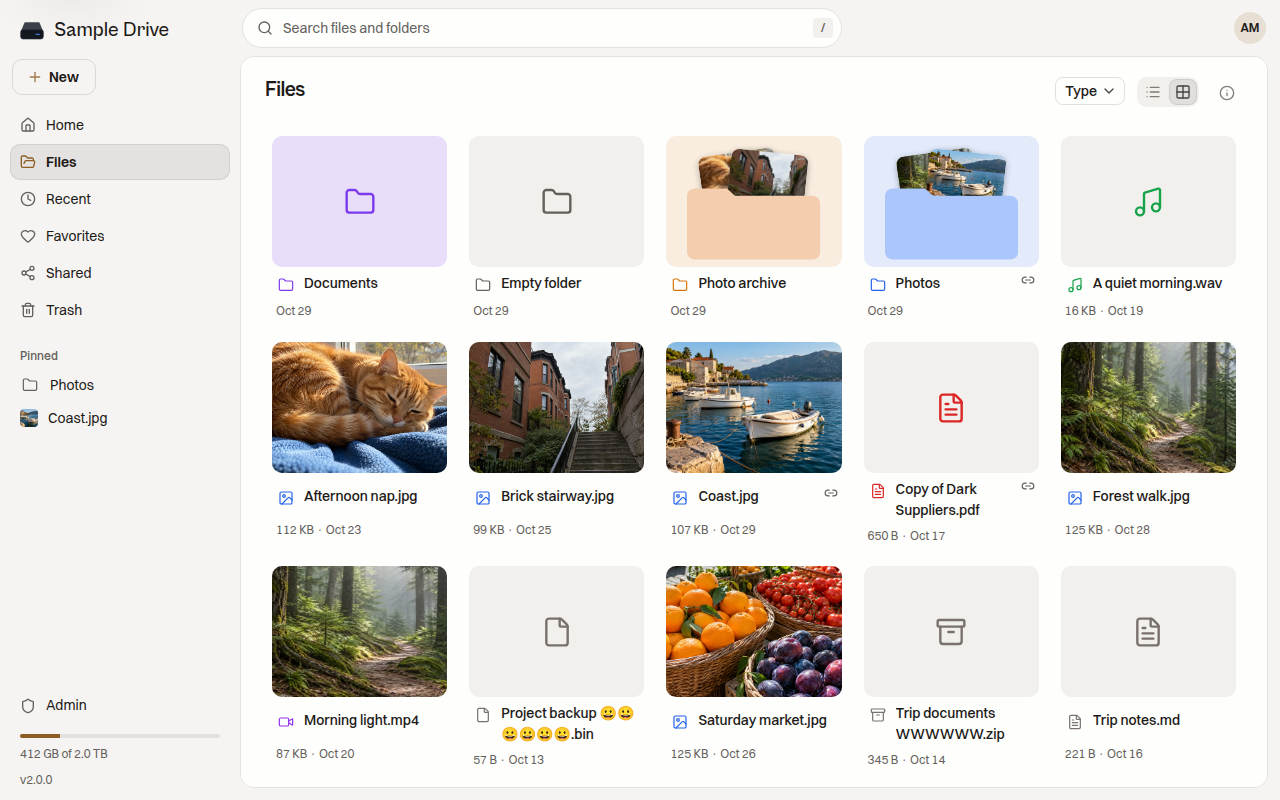 Sample Drive
Search files and folders
/
AM
New
Home
Files
Recent
Favorites
Shared
Trash
Pinned
Photos
Coast.jpg
Admin
412 GB of 2.0 TB
v2.0.0
Files
Type
Documents
Oct 29
Empty folder
Oct 29
Photo archive
Oct 29
Photos
Oct 29
A quiet morning.wav
16 KB · Oct 19
Afternoon nap.jpg
112 KB · Oct 23
Brick stairway.jpg
99 KB · Oct 25
Coast.jpg
107 KB · Oct 29
Copy of Dark
Suppliers.pdf
650 B · Oct 17
Forest walk.jpg
125 KB · Oct 28
Morning light.mp4
87 KB · Oct 20
Project backup 😀😀
😀😀😀😀.bin
57 B · Oct 13
Saturday market.jpg
125 KB · Oct 26
Trip documents
WWWWWW.zip
345 B · Oct 14
Trip notes.md
221 B · Oct 16